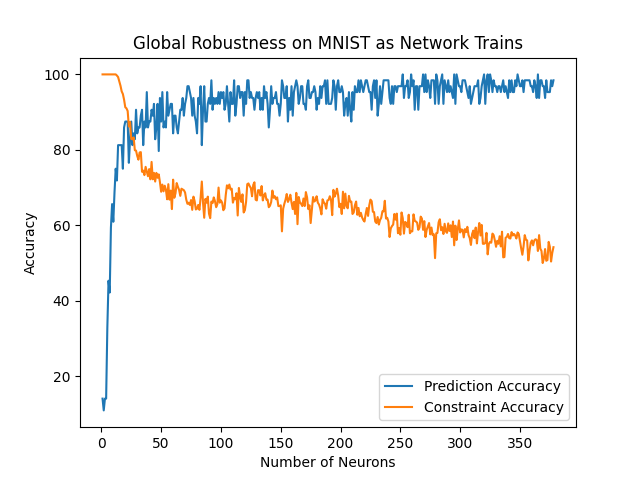 Global Robustness on MNIST as Network Trains
Accuracy
100
80
60
40
20
0 50 100 150 200 250 300 350
Number of Neurons
Prediction Accuracy
Constraint Accuracy